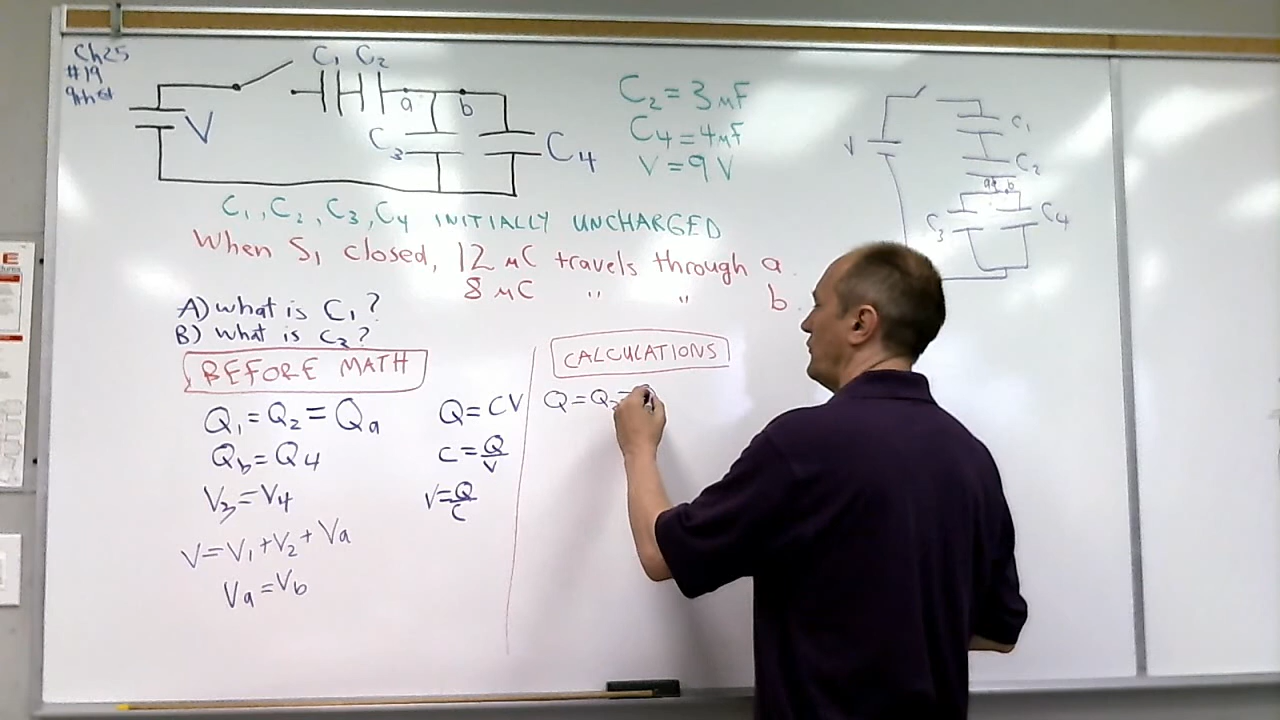 Ch25
#19
9th ed
C1 C2
a
b
V
C3
C4
C2 = 3 μF
C4 = 4 μF
V = 9 V
V
C1
C2
a b
C3
C4
C1, C2, C3, C4 INITIALLY UNCHARGED
When S1 closed, 12 μC travels through a.
8 μC " " b.
A) what is C1?
B) what is C3?
BEFORE MATH
Q1 = Q2 = Qa
Qb = Q4
V3 = V4
V = V1 + V2 + Va
Va = Vb
Q = CV
C = Q/V
V = Q/C
CALCULATIONS
Q = Q2 =